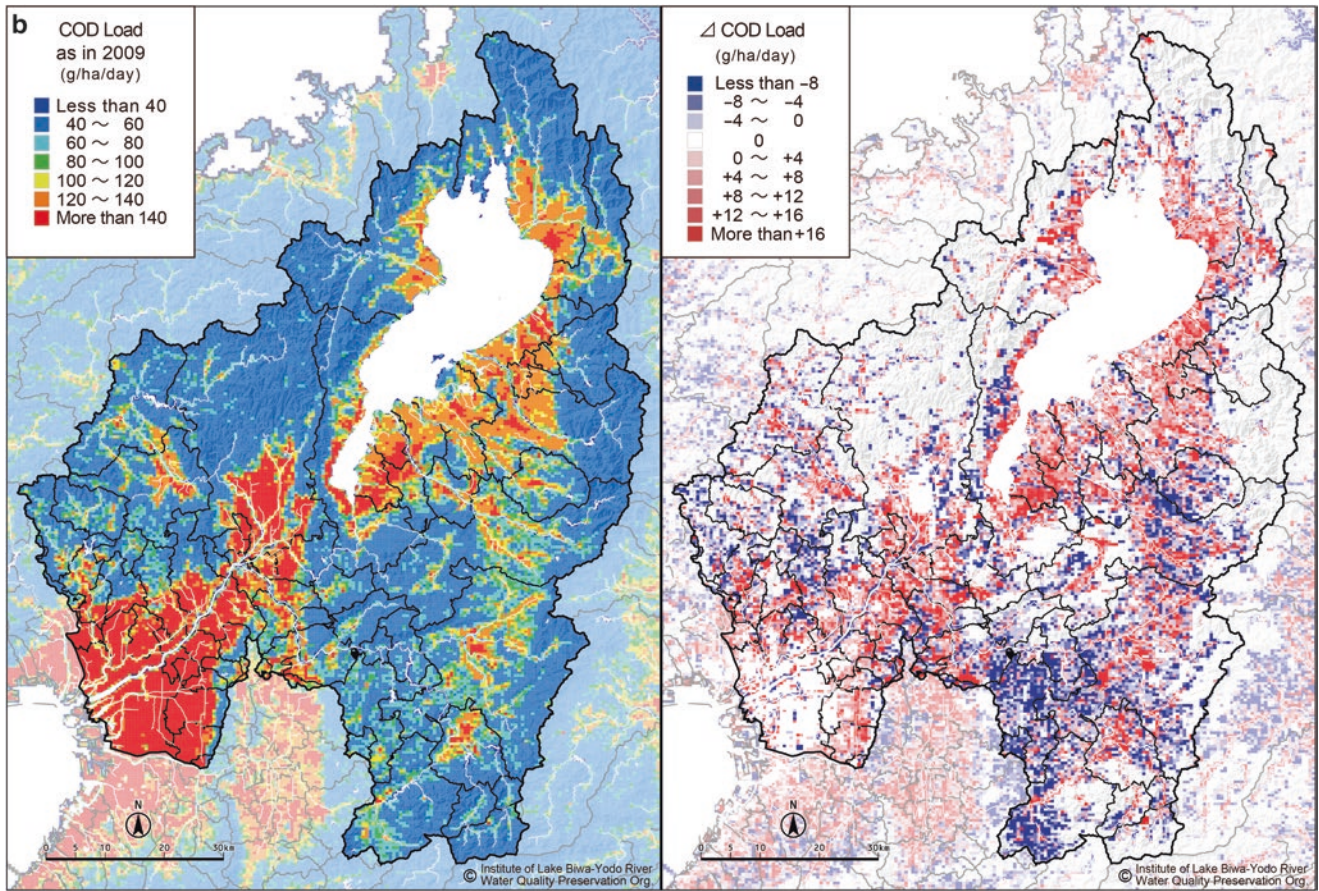 b
COD Load
as in 2009
(g/ha/day)
Less than 40
40 ~ 60
60 ~ 80
80 ~ 100
100 ~ 120
120 ~ 140
More than 140
N
0 10 20 30km
© Institute of Lake Biwa-Yodo River
Water Quality Preservation Org.
⊿ COD Load
(g/ha/day)
Less than −8
−8 ~ −4
−4 ~ 0
0
0 ~ +4
+4 ~ +8
+8 ~ +12
+12 ~ +16
More than +16
N
0 10 20 30km
© Institute of Lake Biwa-Yodo River
Water Quality Preservation Org.